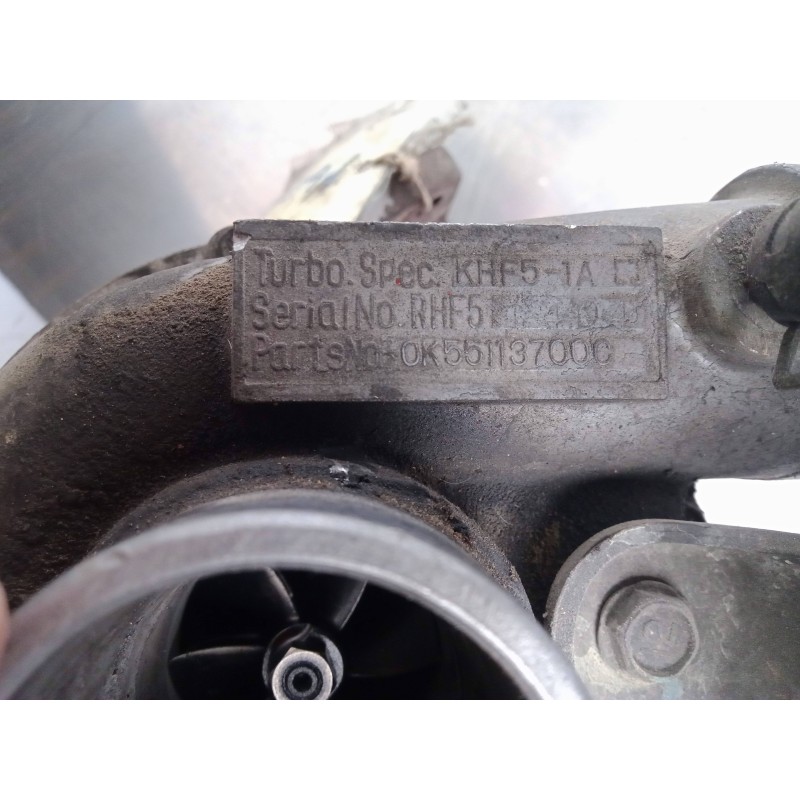 Turbo.Spec. KHF5-1A
Serial No. RHF5
Parts No. 0K55113700C